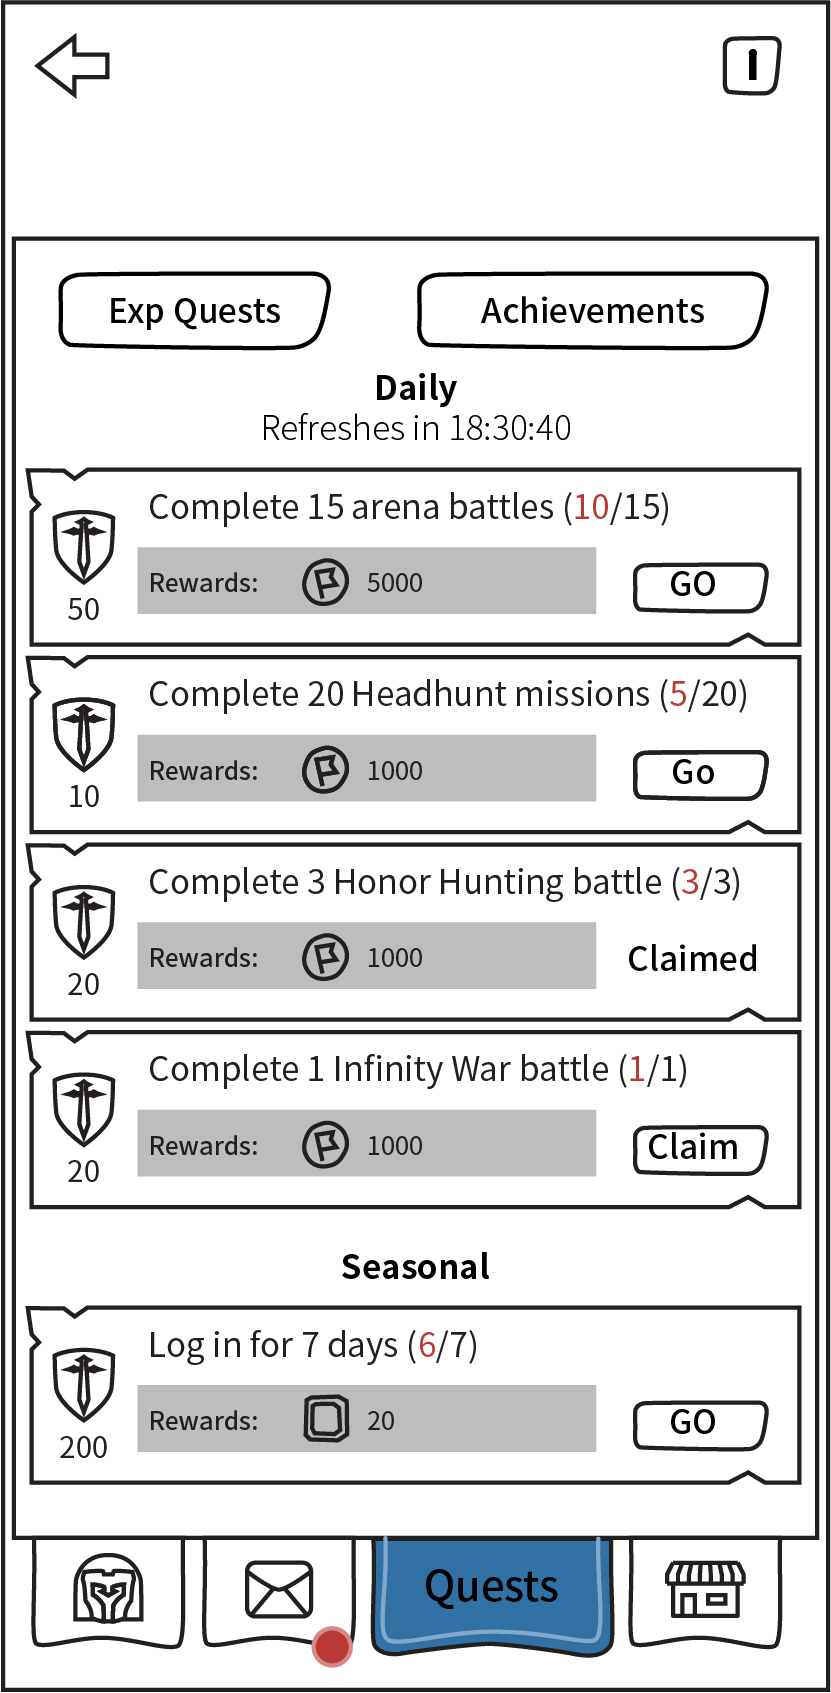 I
Exp Quests
Achievements
Daily
Refreshes in 18:30:40
Complete 15 arena battles (10/15)
50
Rewards: 5000
GO
Complete 20 Headhunt missions (5/20)
10
Rewards: 1000
Go
Complete 3 Honor Hunting battle (3/3)
20
Rewards: 1000
Claimed
Complete 1 Infinity War battle (1/1)
20
Rewards: 1000
Claim
Seasonal
Log in for 7 days (6/7)
200
Rewards: 20
GO
Quests